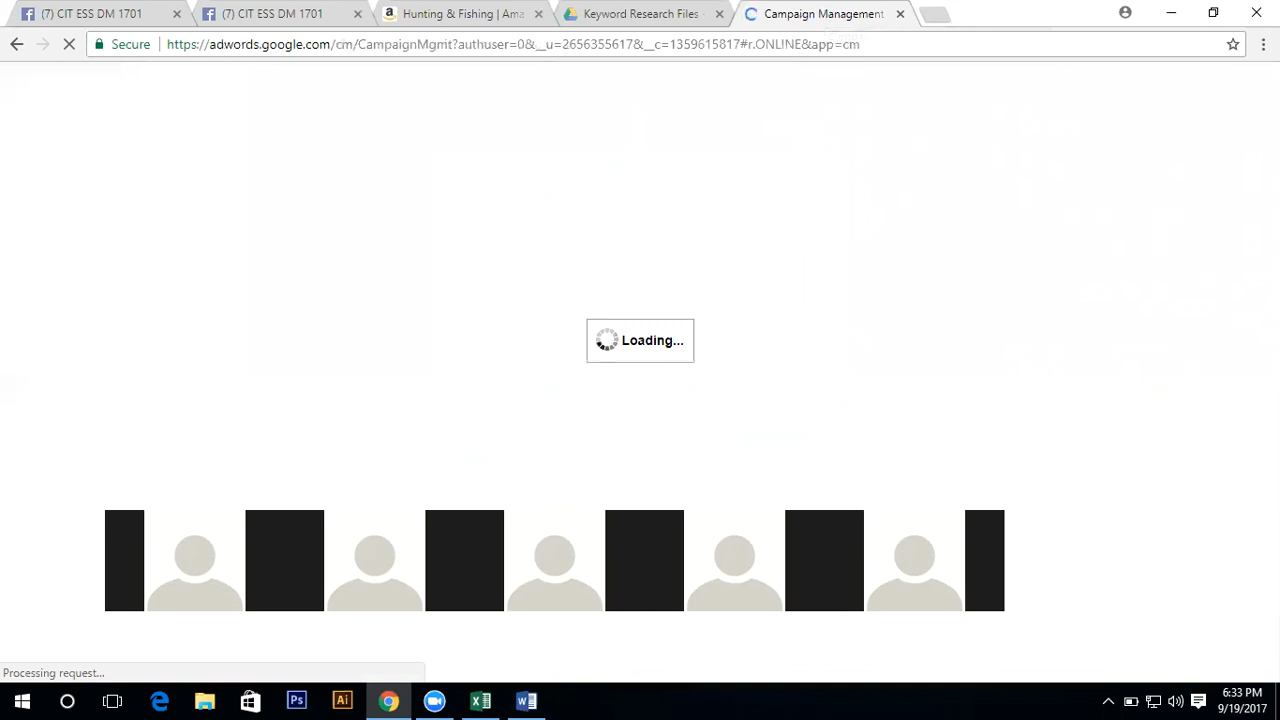 (7) CIT ESS DM 1701
(7) CIT ESS DM 1701
a Hunting & Fishing | Ama
Keyword Research Files -
Campaign Management
Secure
https://adwords.google.com/cm/CampaignMgmt?authuser=0&__u=2656355617&__c=1359615817#r.ONLINE&app=cm
Loading...
Processing request...
Ps
Ai
6:33 PM
9/19/2017